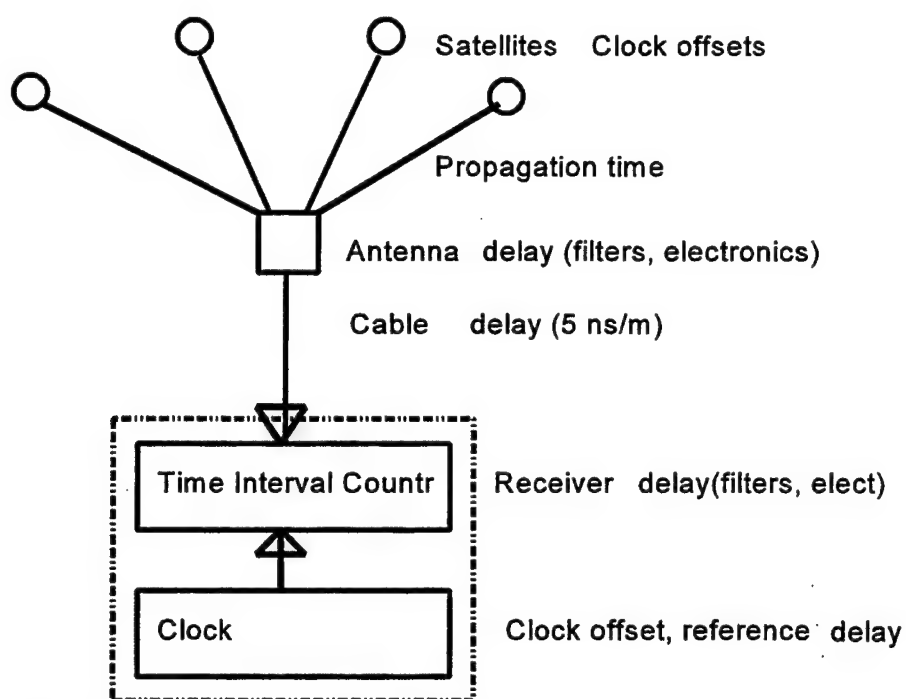 Satellites Clock offsets
Propagation time
Antenna delay (filters, electronics)
Cable delay (5 ns/m)
Time Interval Countr
Receiver delay(filters, elect)
Clock
Clock offset, reference delay